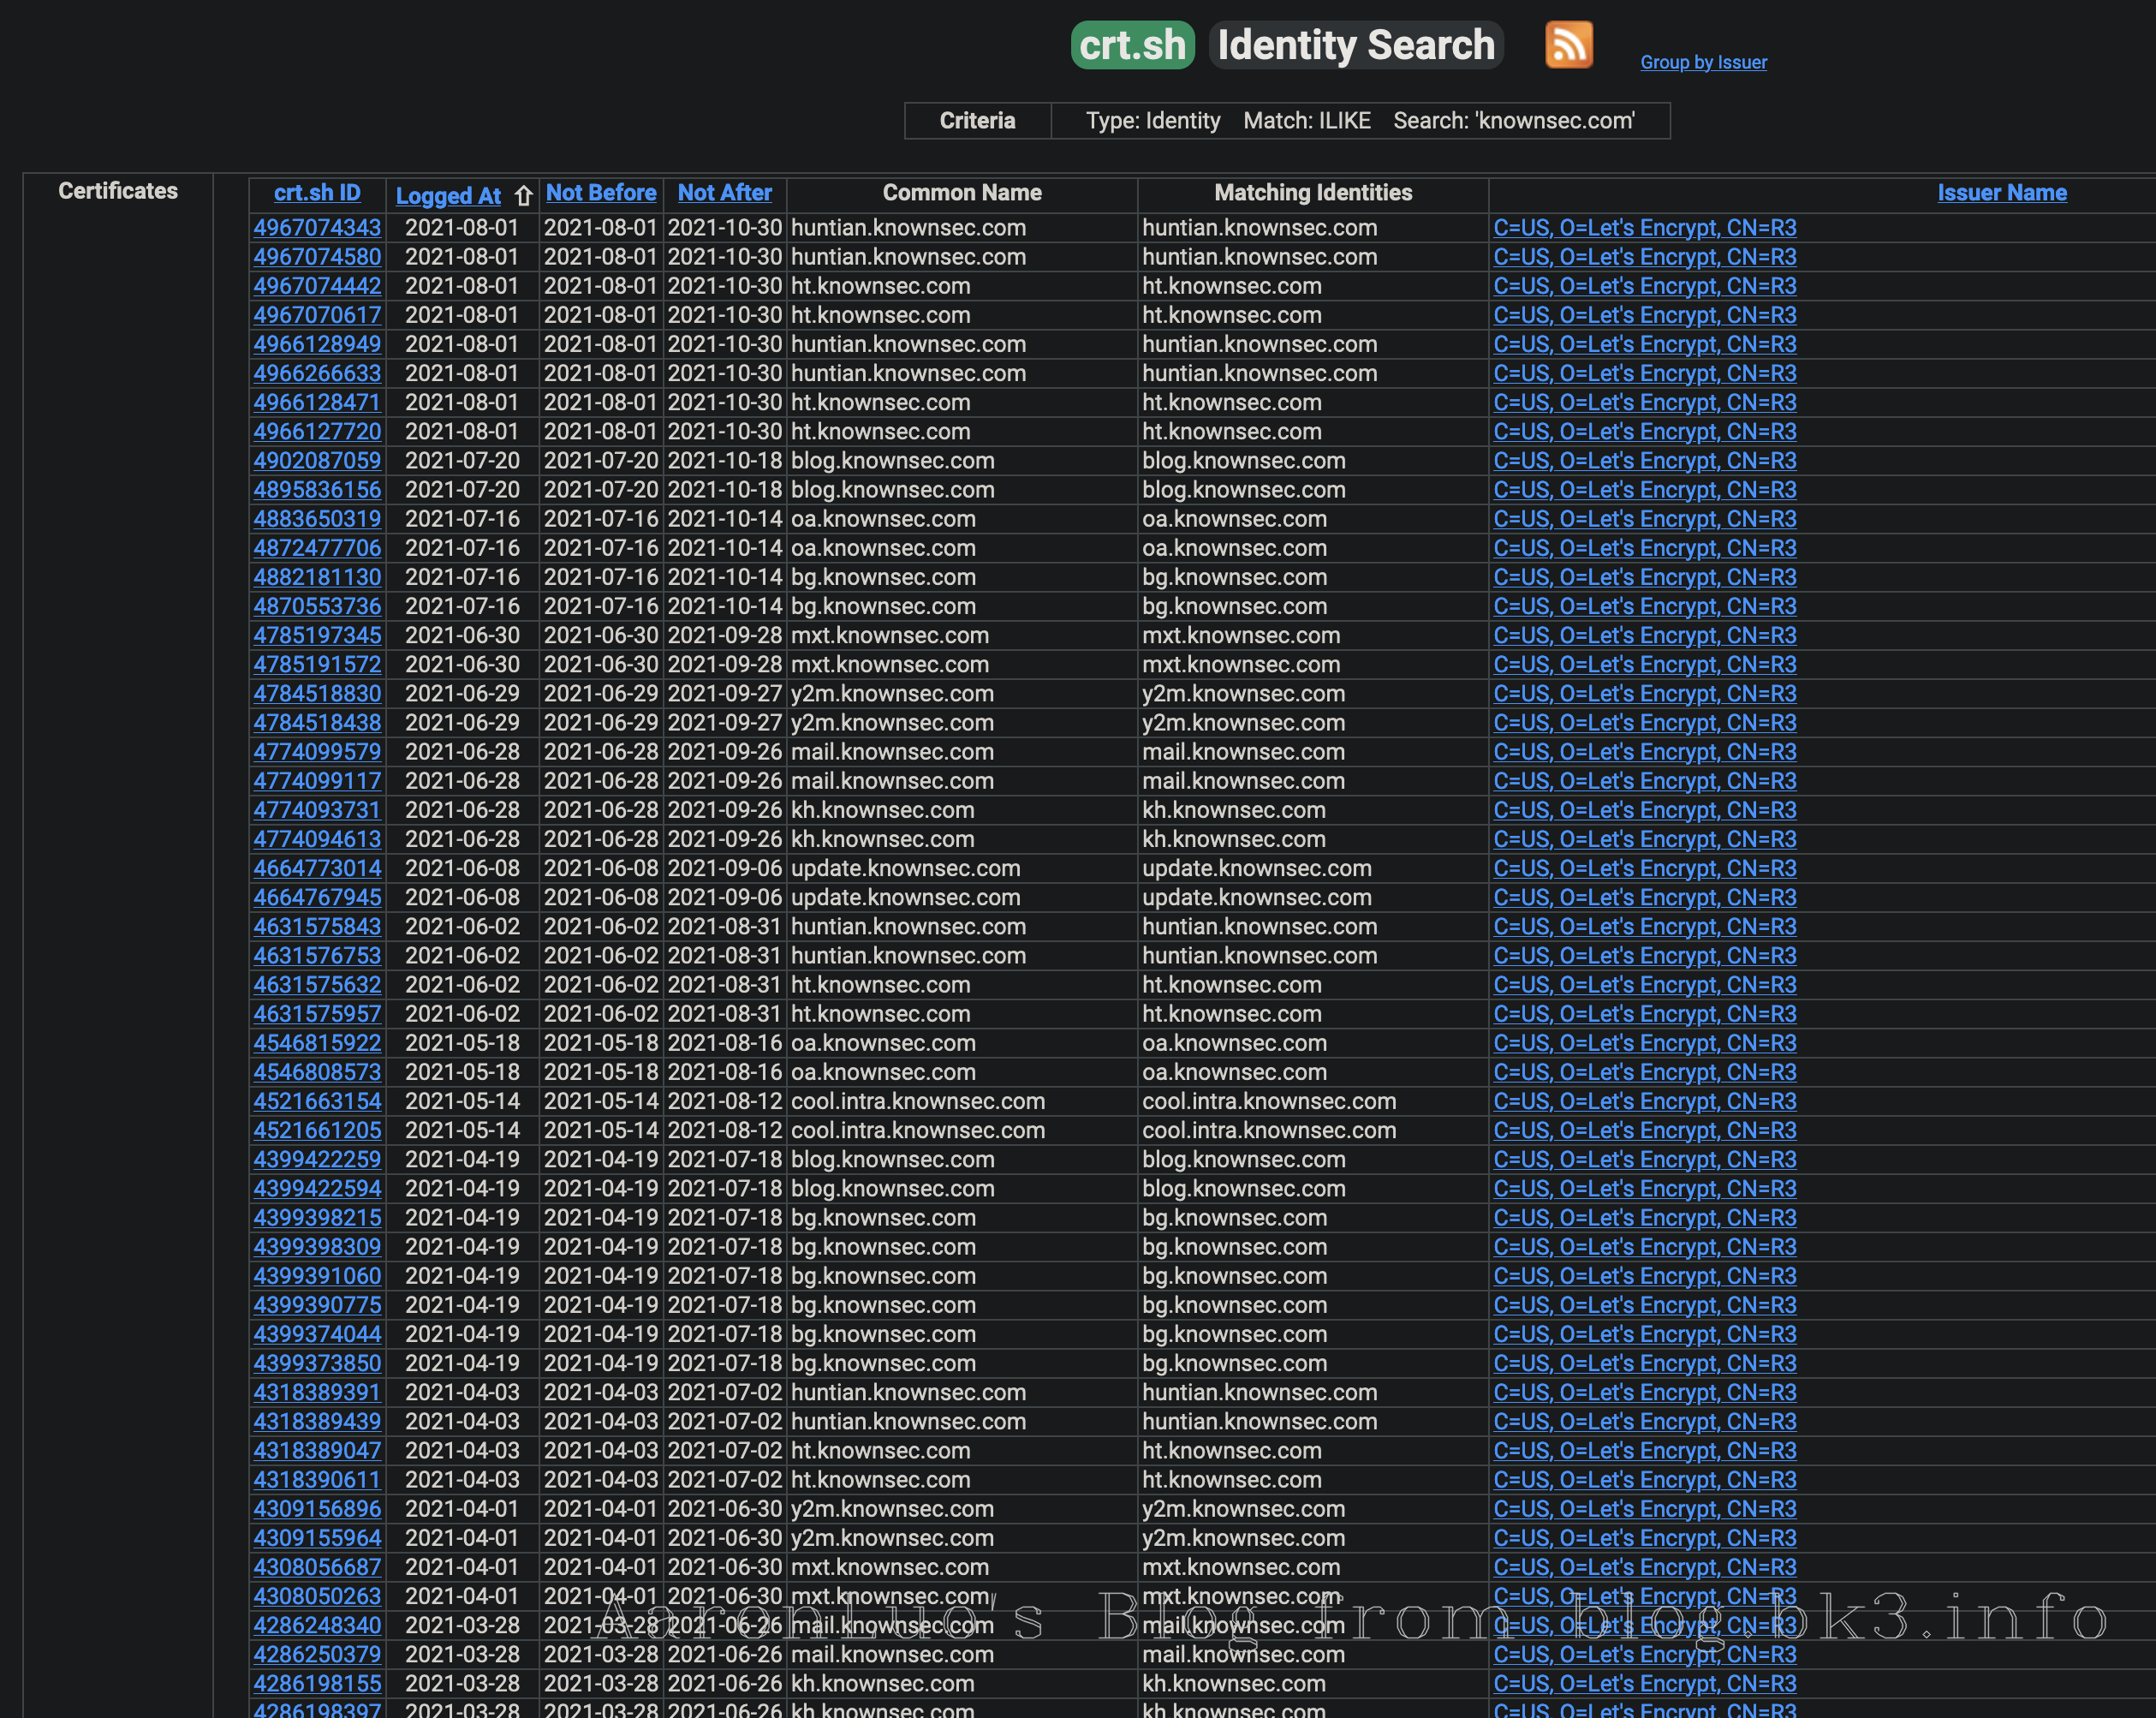 crt.sh Identity Search Group by Issuer
Criteria Type: Identity Match: ILIKE Search: 'knownsec.com'
Certificates crt.sh ID Logged At ⇧ Not Before Not After Common Name Matching Identities Issuer Name
4967074343 2021-08-01 2021-08-01 2021-10-30 huntian.knownsec.com huntian.knownsec.com C=US, O=Let's Encrypt, CN=R3
4967074580 2021-08-01 2021-08-01 2021-10-30 huntian.knownsec.com huntian.knownsec.com C=US, O=Let's Encrypt, CN=R3
4967074442 2021-08-01 2021-08-01 2021-10-30 ht.knownsec.com ht.knownsec.com C=US, O=Let's Encrypt, CN=R3
4967070617 2021-08-01 2021-08-01 2021-10-30 ht.knownsec.com ht.knownsec.com C=US, O=Let's Encrypt, CN=R3
4966128949 2021-08-01 2021-08-01 2021-10-30 huntian.knownsec.com huntian.knownsec.com C=US, O=Let's Encrypt, CN=R3
4966266633 2021-08-01 2021-08-01 2021-10-30 huntian.knownsec.com huntian.knownsec.com C=US, O=Let's Encrypt, CN=R3
4966128471 2021-08-01 2021-08-01 2021-10-30 ht.knownsec.com ht.knownsec.com C=US, O=Let's Encrypt, CN=R3
4966127720 2021-08-01 2021-08-01 2021-10-30 ht.knownsec.com ht.knownsec.com C=US, O=Let's Encrypt, CN=R3
4902087059 2021-07-20 2021-07-20 2021-10-18 blog.knownsec.com blog.knownsec.com C=US, O=Let's Encrypt, CN=R3
4895836156 2021-07-20 2021-07-20 2021-10-18 blog.knownsec.com blog.knownsec.com C=US, O=Let's Encrypt, CN=R3
4883650319 2021-07-16 2021-07-16 2021-10-14 oa.knownsec.com oa.knownsec.com C=US, O=Let's Encrypt, CN=R3
4872477706 2021-07-16 2021-07-16 2021-10-14 oa.knownsec.com oa.knownsec.com C=US, O=Let's Encrypt, CN=R3
4882181130 2021-07-16 2021-07-16 2021-10-14 bg.knownsec.com bg.knownsec.com C=US, O=Let's Encrypt, CN=R3
4870553736 2021-07-16 2021-07-16 2021-10-14 bg.knownsec.com bg.knownsec.com C=US, O=Let's Encrypt, CN=R3
4785197345 2021-06-30 2021-06-30 2021-09-28 mxt.knownsec.com mxt.knownsec.com C=US, O=Let's Encrypt, CN=R3
4785191572 2021-06-30 2021-06-30 2021-09-28 mxt.knownsec.com mxt.knownsec.com C=US, O=Let's Encrypt, CN=R3
4784518830 2021-06-29 2021-06-29 2021-09-27 y2m.knownsec.com y2m.knownsec.com C=US, O=Let's Encrypt, CN=R3
4784518438 2021-06-29 2021-06-29 2021-09-27 y2m.knownsec.com y2m.knownsec.com C=US, O=Let's Encrypt, CN=R3
4774099579 2021-06-28 2021-06-28 2021-09-26 mail.knownsec.com mail.knownsec.com C=US, O=Let's Encrypt, CN=R3
4774099117 2021-06-28 2021-06-28 2021-09-26 mail.knownsec.com mail.knownsec.com C=US, O=Let's Encrypt, CN=R3
4774093731 2021-06-28 2021-06-28 2021-09-26 kh.knownsec.com kh.knownsec.com C=US, O=Let's Encrypt, CN=R3
4774094613 2021-06-28 2021-06-28 2021-09-26 kh.knownsec.com kh.knownsec.com C=US, O=Let's Encrypt, CN=R3
4664773014 2021-06-08 2021-06-08 2021-09-06 update.knownsec.com update.knownsec.com C=US, O=Let's Encrypt, CN=R3
4664767945 2021-06-08 2021-06-08 2021-09-06 update.knownsec.com update.knownsec.com C=US, O=Let's Encrypt, CN=R3
4631575843 2021-06-02 2021-06-02 2021-08-31 huntian.knownsec.com huntian.knownsec.com C=US, O=Let's Encrypt, CN=R3
4631576753 2021-06-02 2021-06-02 2021-08-31 huntian.knownsec.com huntian.knownsec.com C=US, O=Let's Encrypt, CN=R3
4631575632 2021-06-02 2021-06-02 2021-08-31 ht.knownsec.com ht.knownsec.com C=US, O=Let's Encrypt, CN=R3
4631575957 2021-06-02 2021-06-02 2021-08-31 ht.knownsec.com ht.knownsec.com C=US, O=Let's Encrypt, CN=R3
4546815922 2021-05-18 2021-05-18 2021-08-16 oa.knownsec.com oa.knownsec.com C=US, O=Let's Encrypt, CN=R3
4546808573 2021-05-18 2021-05-18 2021-08-16 oa.knownsec.com oa.knownsec.com C=US, O=Let's Encrypt, CN=R3
4521663154 2021-05-14 2021-05-14 2021-08-12 cool.intra.knownsec.com cool.intra.knownsec.com C=US, O=Let's Encrypt, CN=R3
4521661205 2021-05-14 2021-05-14 2021-08-12 cool.intra.knownsec.com cool.intra.knownsec.com C=US, O=Let's Encrypt, CN=R3
4399422259 2021-04-19 2021-04-19 2021-07-18 blog.knownsec.com blog.knownsec.com C=US, O=Let's Encrypt, CN=R3
4399422594 2021-04-19 2021-04-19 2021-07-18 blog.knownsec.com blog.knownsec.com C=US, O=Let's Encrypt, CN=R3
4399398215 2021-04-19 2021-04-19 2021-07-18 bg.knownsec.com bg.knownsec.com C=US, O=Let's Encrypt, CN=R3
4399398309 2021-04-19 2021-04-19 2021-07-18 bg.knownsec.com bg.knownsec.com C=US, O=Let's Encrypt, CN=R3
4399391060 2021-04-19 2021-04-19 2021-07-18 bg.knownsec.com bg.knownsec.com C=US, O=Let's Encrypt, CN=R3
4399390775 2021-04-19 2021-04-19 2021-07-18 bg.knownsec.com bg.knownsec.com C=US, O=Let's Encrypt, CN=R3
4399374044 2021-04-19 2021-04-19 2021-07-18 bg.knownsec.com bg.knownsec.com C=US, O=Let's Encrypt, CN=R3
4399373850 2021-04-19 2021-04-19 2021-07-18 bg.knownsec.com bg.knownsec.com C=US, O=Let's Encrypt, CN=R3
4318389391 2021-04-03 2021-04-03 2021-07-02 huntian.knownsec.com huntian.knownsec.com C=US, O=Let's Encrypt, CN=R3
4318389439 2021-04-03 2021-04-03 2021-07-02 huntian.knownsec.com huntian.knownsec.com C=US, O=Let's Encrypt, CN=R3
4318389047 2021-04-03 2021-04-03 2021-07-02 ht.knownsec.com ht.knownsec.com C=US, O=Let's Encrypt, CN=R3
4318390611 2021-04-03 2021-04-03 2021-07-02 ht.knownsec.com ht.knownsec.com C=US, O=Let's Encrypt, CN=R3
4309156896 2021-04-01 2021-04-01 2021-06-30 y2m.knownsec.com y2m.knownsec.com C=US, O=Let's Encrypt, CN=R3
4309155964 2021-04-01 2021-04-01 2021-06-30 y2m.knownsec.com y2m.knownsec.com C=US, O=Let's Encrypt, CN=R3
4308056687 2021-04-01 2021-04-01 2021-06-30 mxt.knownsec.com mxt.knownsec.com C=US, O=Let's Encrypt, CN=R3
4308050263 2021-04-01 2021-04-01 2021-06-30 mxt.knownsec.com mxt.knownsec.com C=US, O=Let's Encrypt, CN=R3
AaronLuo's Blog from blog.bk3.info
4286248340 2021-03-28 2021-03-28 2021-06-26 mail.knownsec.com mail.knownsec.com C=US, O=Let's Encrypt, CN=R3
4286250379 2021-03-28 2021-03-28 2021-06-26 mail.knownsec.com mail.knownsec.com C=US, O=Let's Encrypt, CN=R3
4286198155 2021-03-28 2021-03-28 2021-06-26 kh.knownsec.com kh.knownsec.com C=US, O=Let's Encrypt, CN=R3
4286198397 2021-03-28 2021-03-28 2021-06-26 kh.knownsec.com kh.knownsec.com C=US, O=Let's Encrypt, CN=R3